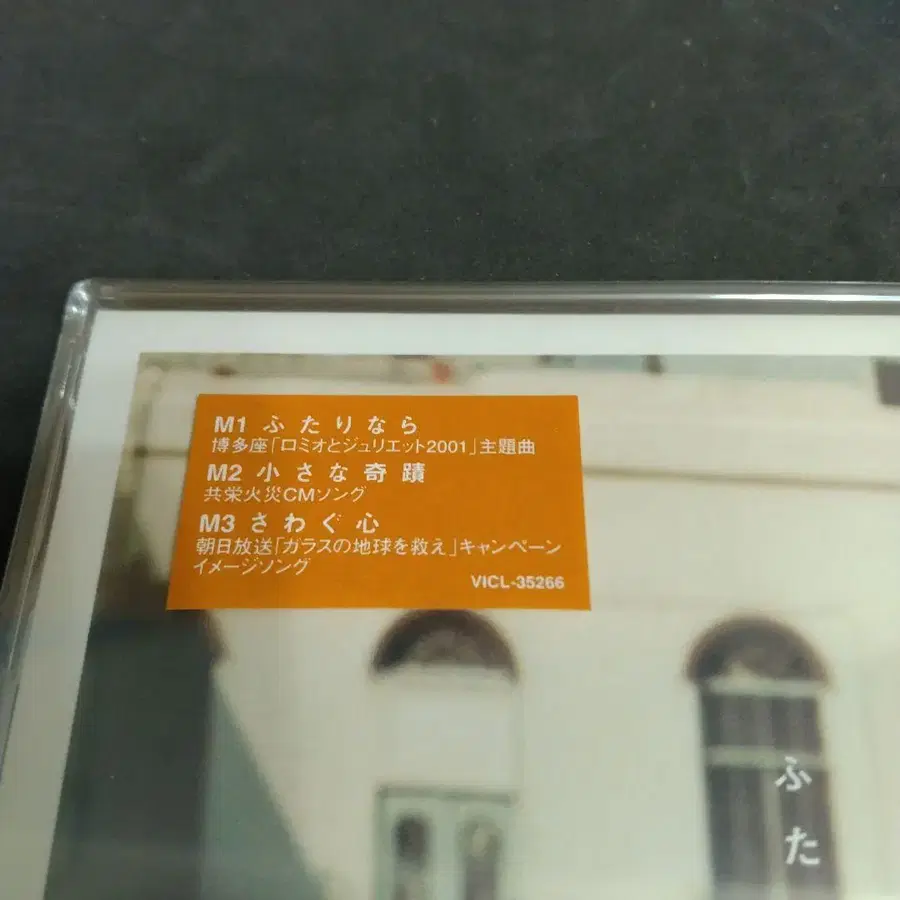 M1 ふたりなら
博多座「ロミオとジュリエット2001」主題曲
M2 小さな奇蹟
共栄火災CMソング
M3 さわぐ心
朝日放送「ガラスの地球を救え」キャンペーン
イメージソング
VICL-35266
ふた